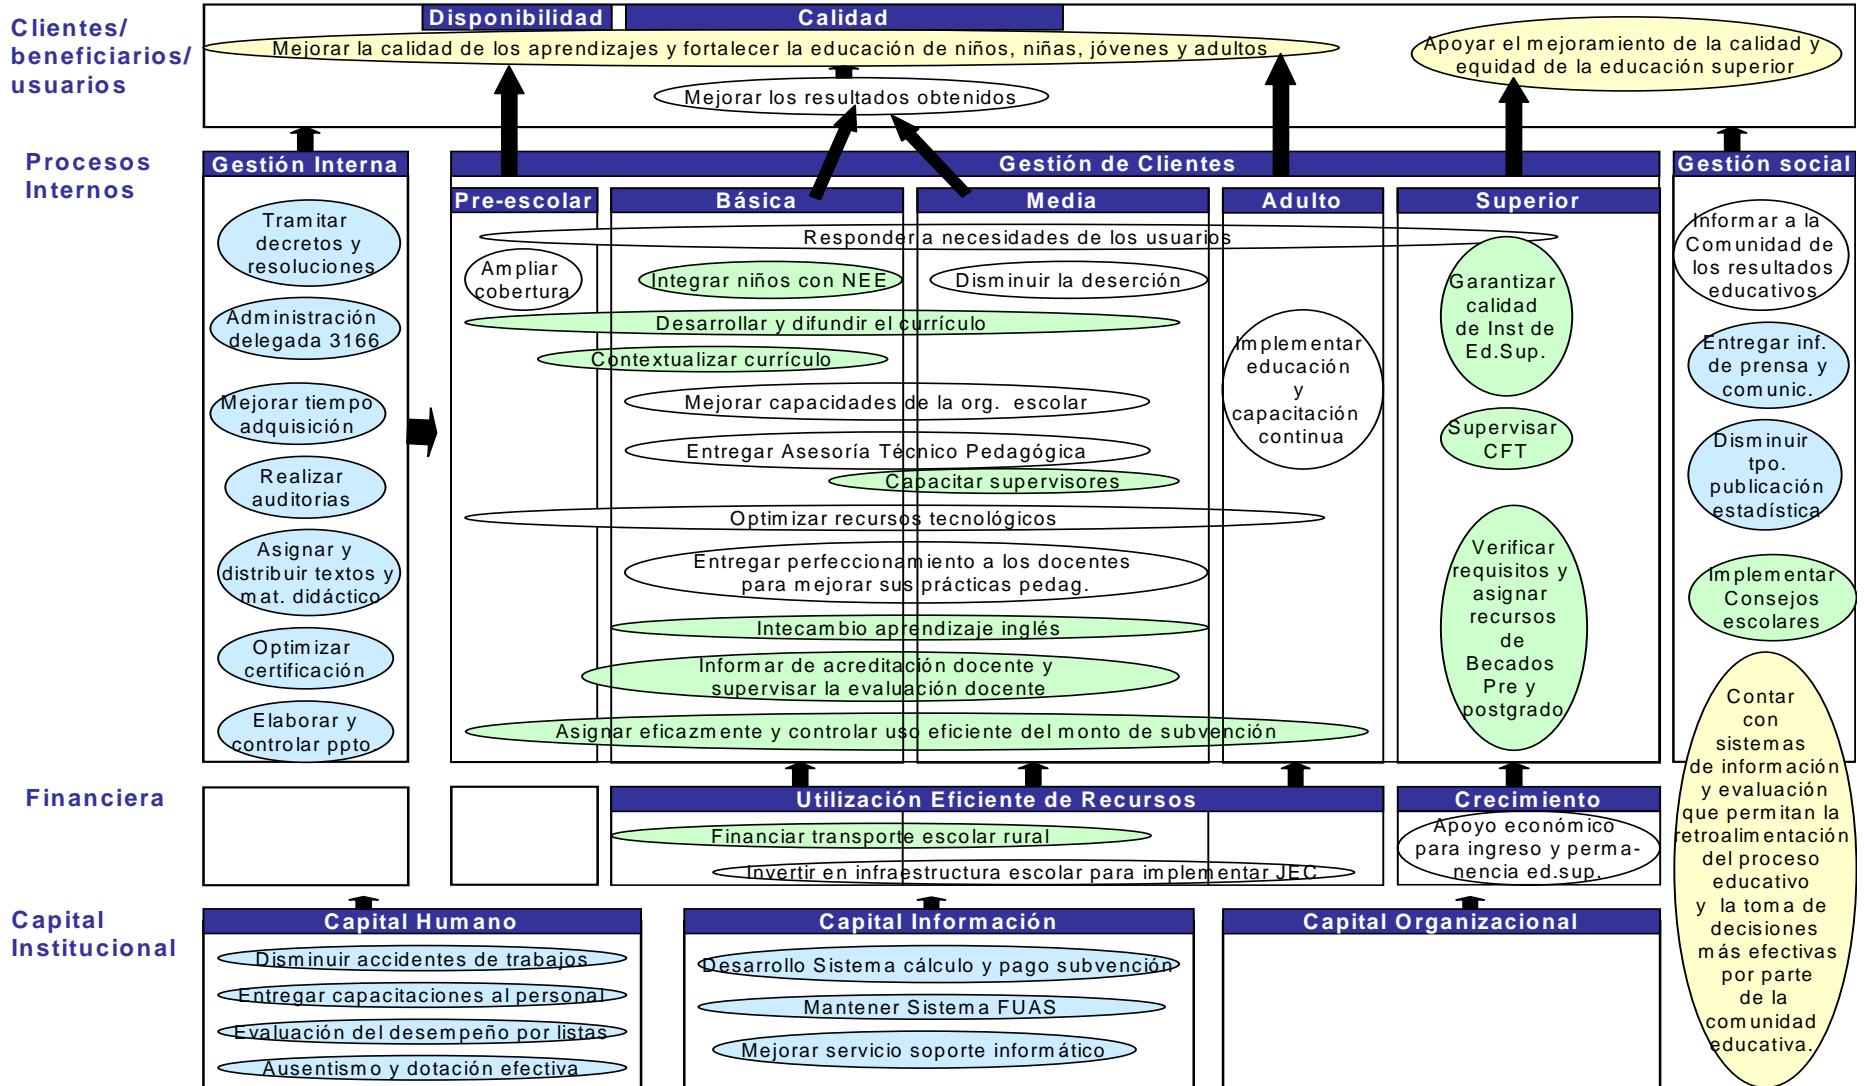 Clientes/
beneficiarios/
usuarios
Disponibilidad
Calidad
Mejorar la calidad de los aprendizajes y fortalecer la educación de niños, niñas, jóvenes y adultos
Apoyar el mejoramiento de la calidad y
equidad de la educación superior
Mejorar los resultados obtenidos
Procesos
Internos
Gestión Interna
Tramitar
decretos y
resoluciones
Administración
delegada 3166
Mejorar tiempo
adquisición
Realizar
auditorias
Asignar y
distribuir textos y
mat. didáctico
Optimizar
certificación
Elaborar y
controlar ppto.
Gestión de Clientes
Pre-escolar
Básica
Media
Adulto
Superior
Responder a necesidades de los usuarios
Ampliar
cobertura
Integrar niños con NEE
Disminuir la deserción
Desarrollar y difundir el currículo
Contextualizar currículo
Mejorar capacidades de la org. escolar
Entregar Asesoría Técnico Pedagógica
Capacitar supervisores
Optimizar recursos tecnológicos
Entregar perfeccionamiento a los docentes
para mejorar sus prácticas pedag.
Intecambio aprendizaje inglés
Informar de acreditación docente y
supervisar la evaluación docente
Asignar eficazmente y controlar uso eficiente del monto de subvención
Implementar
educación
y
capacitación
continua
Garantizar
calidad
de Inst de
Ed.Sup.
Supervisar
CFT
Verificar
requisitos y
asignar
recursos
de
Becados
Pre y
postgrado
Gestión social
Informar a la
Comunidad de
los resultados
educativos
Entregar inf.
de prensa y
comunic.
Disminuir
tpo.
publicación
estadística
Implementar
Consejos
escolares
Contar
con
sistemas
de información
y evaluación
que permitan la
retroalimentación
del proceso
educativo
y la toma de
decisiones
más efectivas
por parte
de la
comunidad
educativa.
Financiera
Utilización Eficiente de Recursos
Financiar transporte escolar rural
Invertir en infraestructura escolar para implementar JEC
Crecimiento
Apoyo económico
para ingreso y perma-
nencia ed.sup.
Capital
Institucional
Capital Humano
Disminuir accidentes de trabajos
Entregar capacitaciones al personal
Evaluación del desempeño por listas
Ausentismo y dotación efectiva
Capital Información
Desarrollo Sistema cálculo y pago subvención
Mantener Sistema FUAS
Mejorar servicio soporte informático
Capital Organizacional